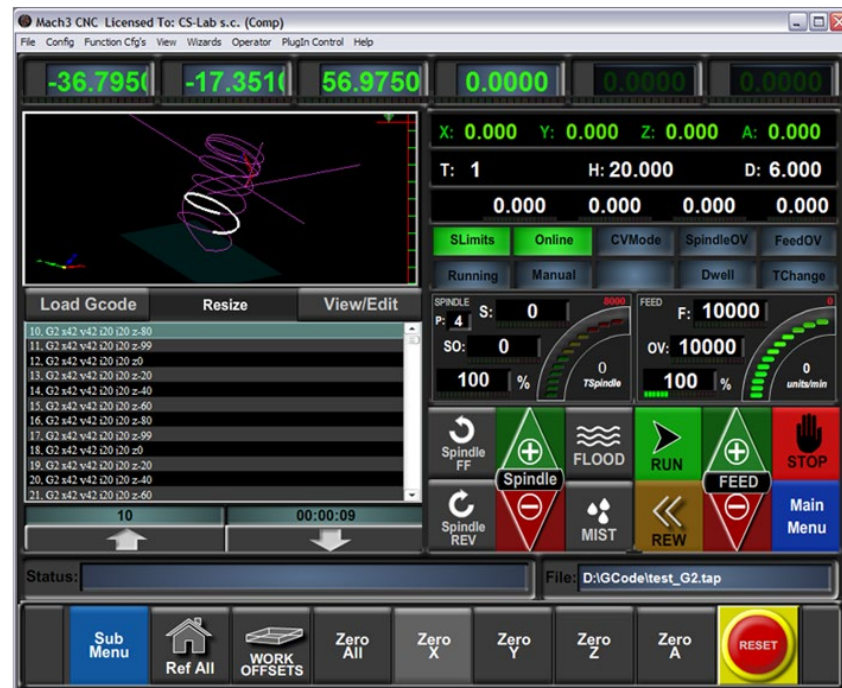 Mach3 CNC Licensed To: CS-Lab s.c. (Comp)
File Config Function Cfg's View Wizards Operator PlugIn Control Help
-36.7950 -17.3510 56.9750 0.0000 0.0000 0.0000
X: 0.000 Y: 0.000 Z: 0.000 A: 0.000
T: 1 H: 20.000 D: 6.000
0.000 0.000 0.000 0.000
SLimits Online CVMode SpindleOV FeedOV
Running Manual Dwell TChange
Load Gcode Resize View/Edit
SPINDLE P: 4 S: 0 8000
SO: 0
100 % 0 TSpindle
FEED F: 10000 0
OV: 10000
100 % 0 units/min
10, G2 x42 y42 i20 j20 z-80
11, G2 x42 y42 i20 j20 z-99
12, G2 x42 y42 i20 j20 z0
13, G2 x42 y42 i20 j20 z-20
14, G2 x42 y42 i20 j20 z-40
15, G2 x42 y42 i20 j20 z-60
16, G2 x42 y42 i20 j20 z-80
17, G2 x42 y42 i20 j20 z-99
18, G2 x42 y42 i20 j20 z0
19, G2 x42 y42 i20 j20 z-20
20, G2 x42 y42 i20 j20 z-40
21, G2 x42 y42 i20 j20 z-60
10 00:00:09
Spindle FF
Spindle
FLOOD
RUN
FEED
STOP
Spindle REV
MIST
REW
Main Menu
Status:
File: D:\GCode\test_G2.tap
Sub Menu
Ref All
WORK OFFSETS
Zero All
Zero X
Zero Y
Zero Z
Zero A
RESET